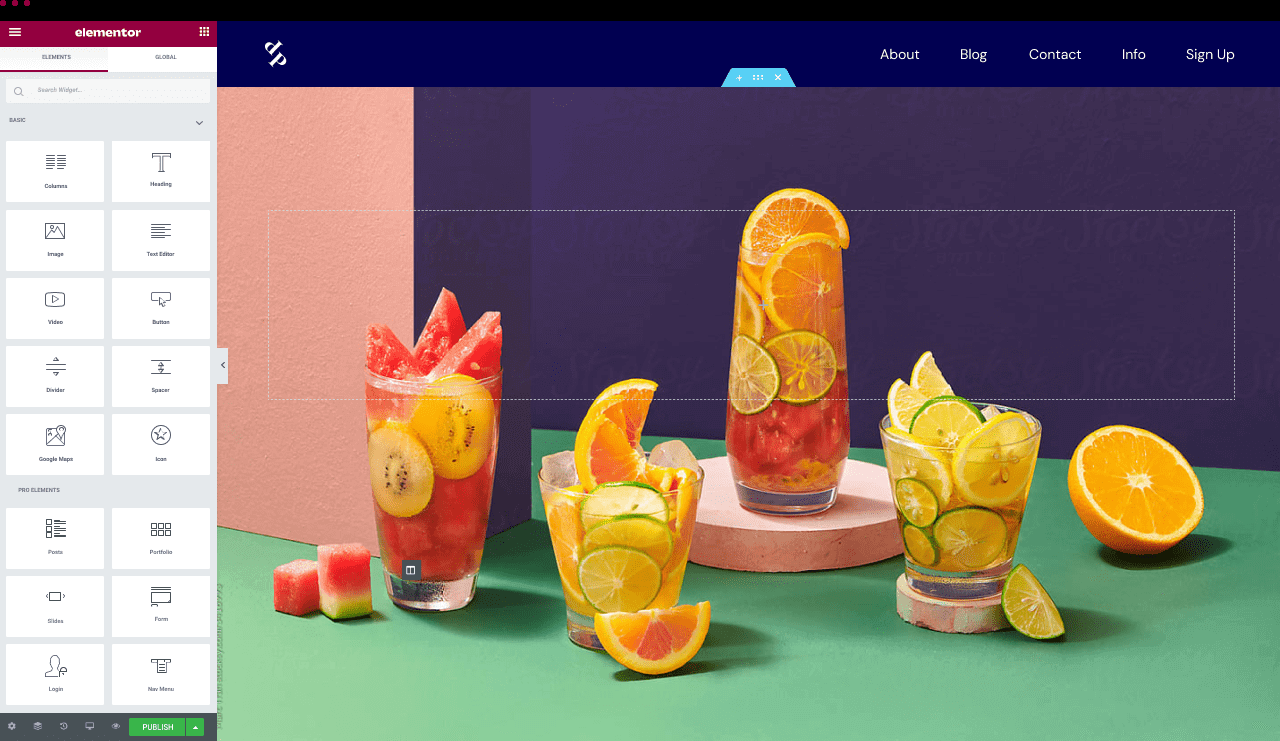 elementor
ELEMENTS
GLOBAL
Search Widget...
BASIC
Columns
Heading
Image
Text Editor
Video
Button
Divider
Spacer
Google Maps
Icon
PRO ELEMENTS
Posts
Portfolio
Slides
Form
Login
Nav Menu
PUBLISH
About
Blog
Contact
Info
Sign Up